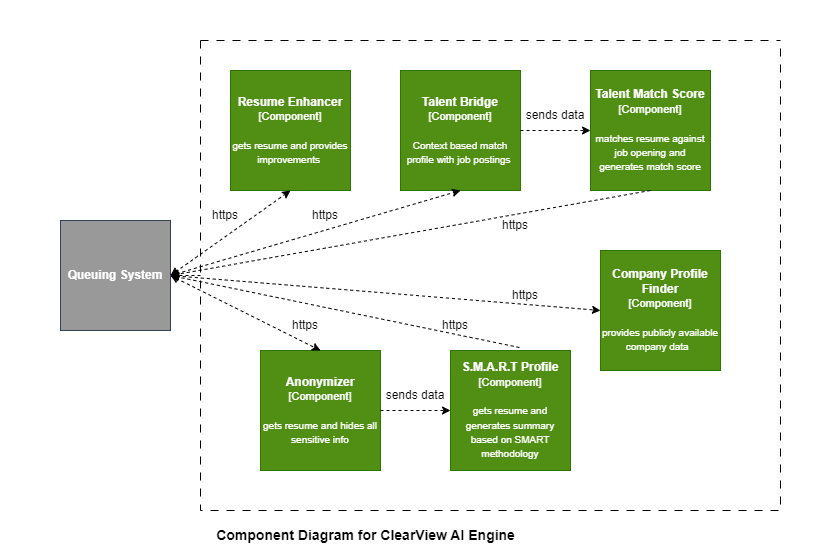 Resume Enhancer
[Component]
gets resume and provides
improvements
Talent Bridge
[Component]
Context based match
profile with job postings
sends data
Talent Match Score
[Component]
matches resume against
job opening and
generates match score
https
https
https
Queuing System
Company Profile
Finder
[Component]
provides publicly available
company data
https
https
https
Anonymizer
[Component]
gets resume and hides all
sensitive info
sends data
S.M.A.R.T Profile
[Component]
gets resume and
generates summary
based on SMART
methodology
Component Diagram for ClearView AI Engine